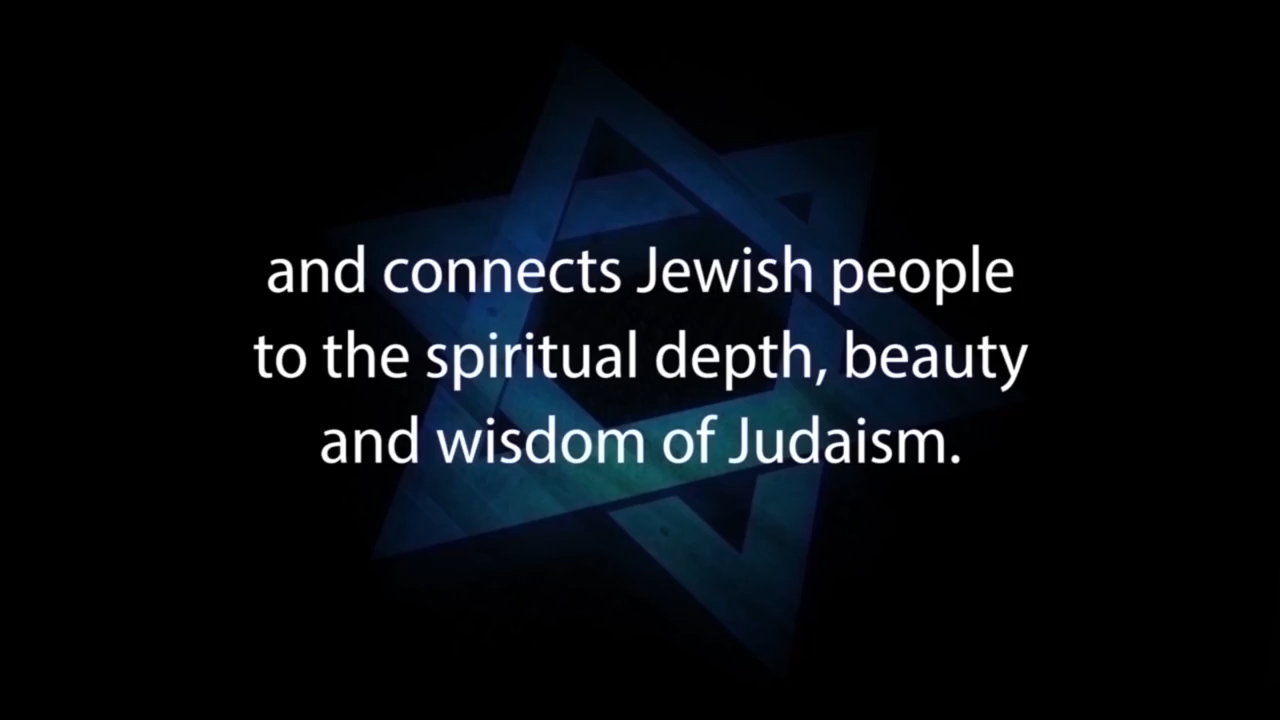 and connects Jewish people
to the spiritual depth, beauty
and wisdom of Judaism.